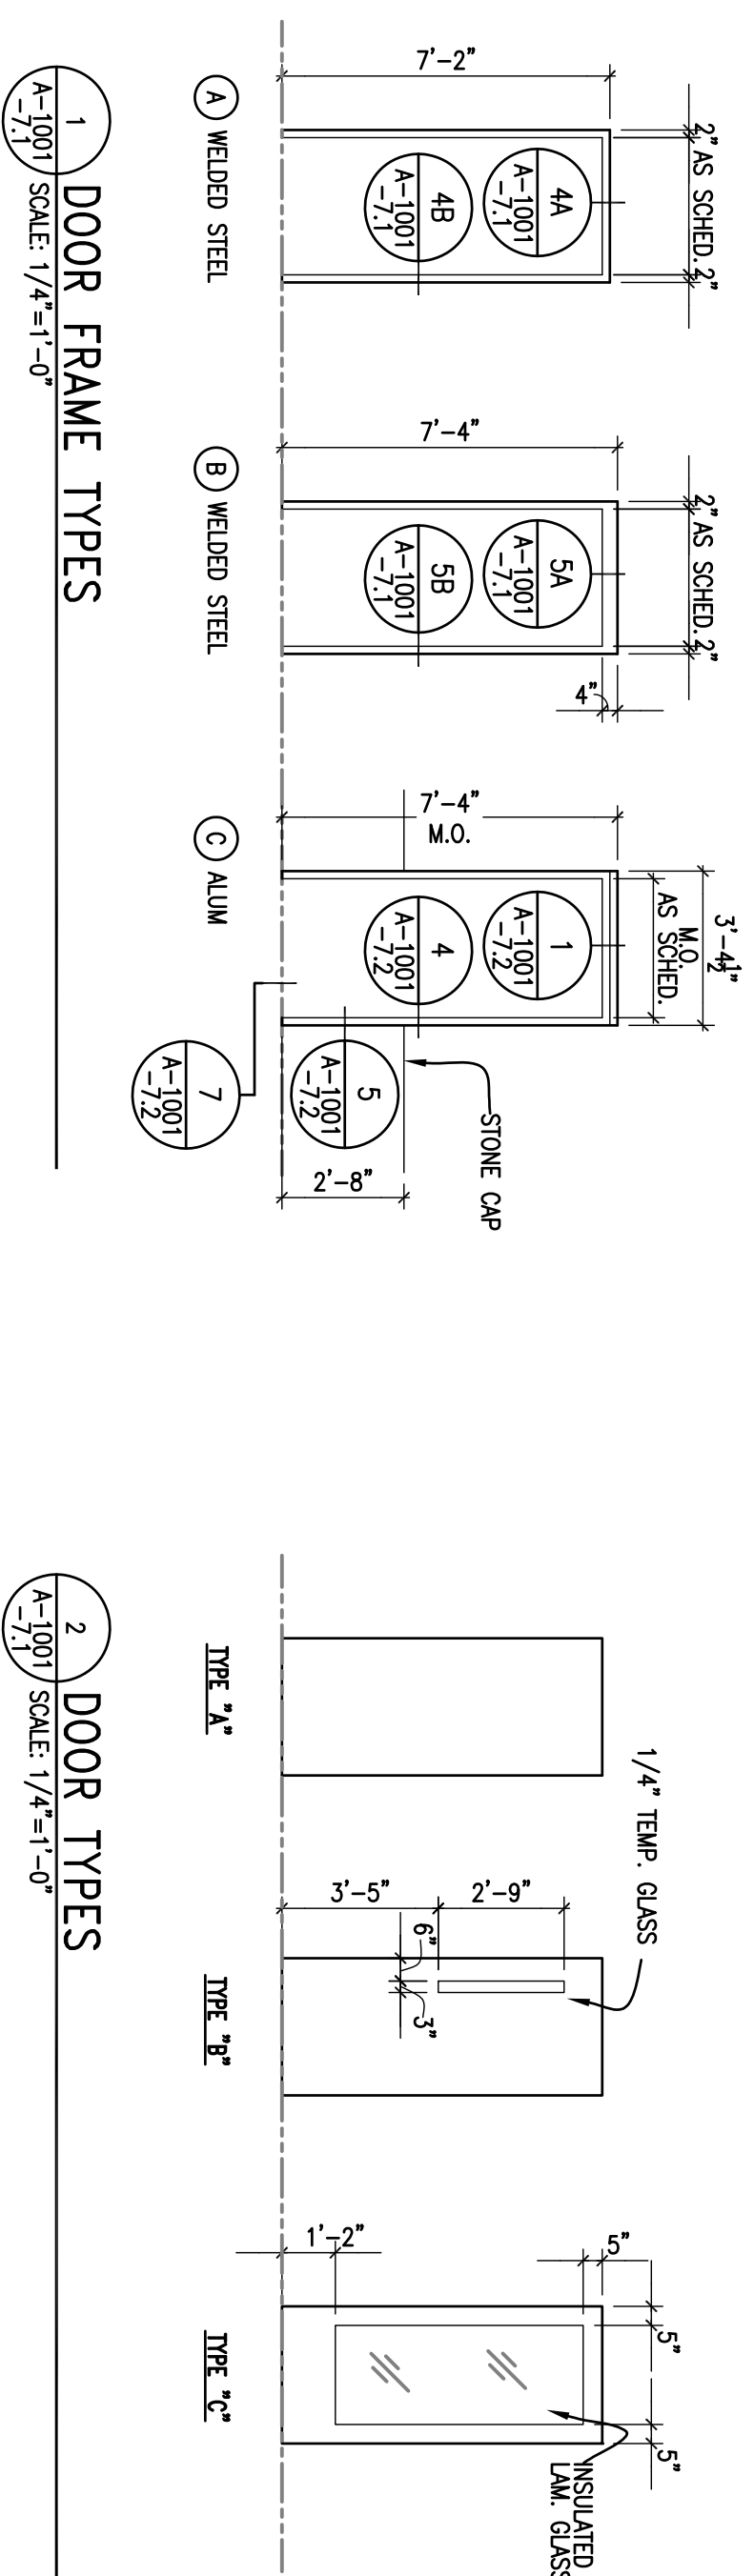 2" AS SCHED. 2"
7'-2"
4A
A-1001
-7.1
4B
A-1001
-7.1
A WELDED STEEL
2" AS SCHED. 2"
7'-4"
4"
5A
A-1001
-7.1
5B
A-1001
-7.1
B WELDED STEEL
3'-4½"
M.O.
AS SCHED.
7'-4"
M.O.
1
A-1001
-7.2
4
A-1001
-7.2
STONE CAP
5
A-1001
-7.2
2'-8"
7
A-1001
-7.2
C ALUM
1
A-1001
-7.1
DOOR FRAME TYPES
SCALE: 1/4"=1'-0"
TYPE "A"
1/4" TEMP. GLASS
2'-9"
3'-5"
6"
3"
TYPE "B"
5"
5"
5"
1'-2"
INSULATED
LAM. GLASS
TYPE "C"
2
A-1001
-7.1
DOOR TYPES
SCALE: 1/4"=1'-0"